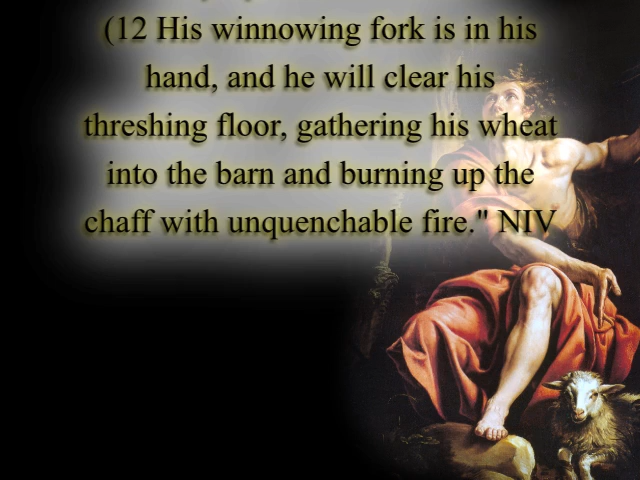 (12 His winnowing fork is in his
hand, and he will clear his
threshing floor, gathering his wheat
into the barn and burning up the
chaff with unquenchable fire." NIV